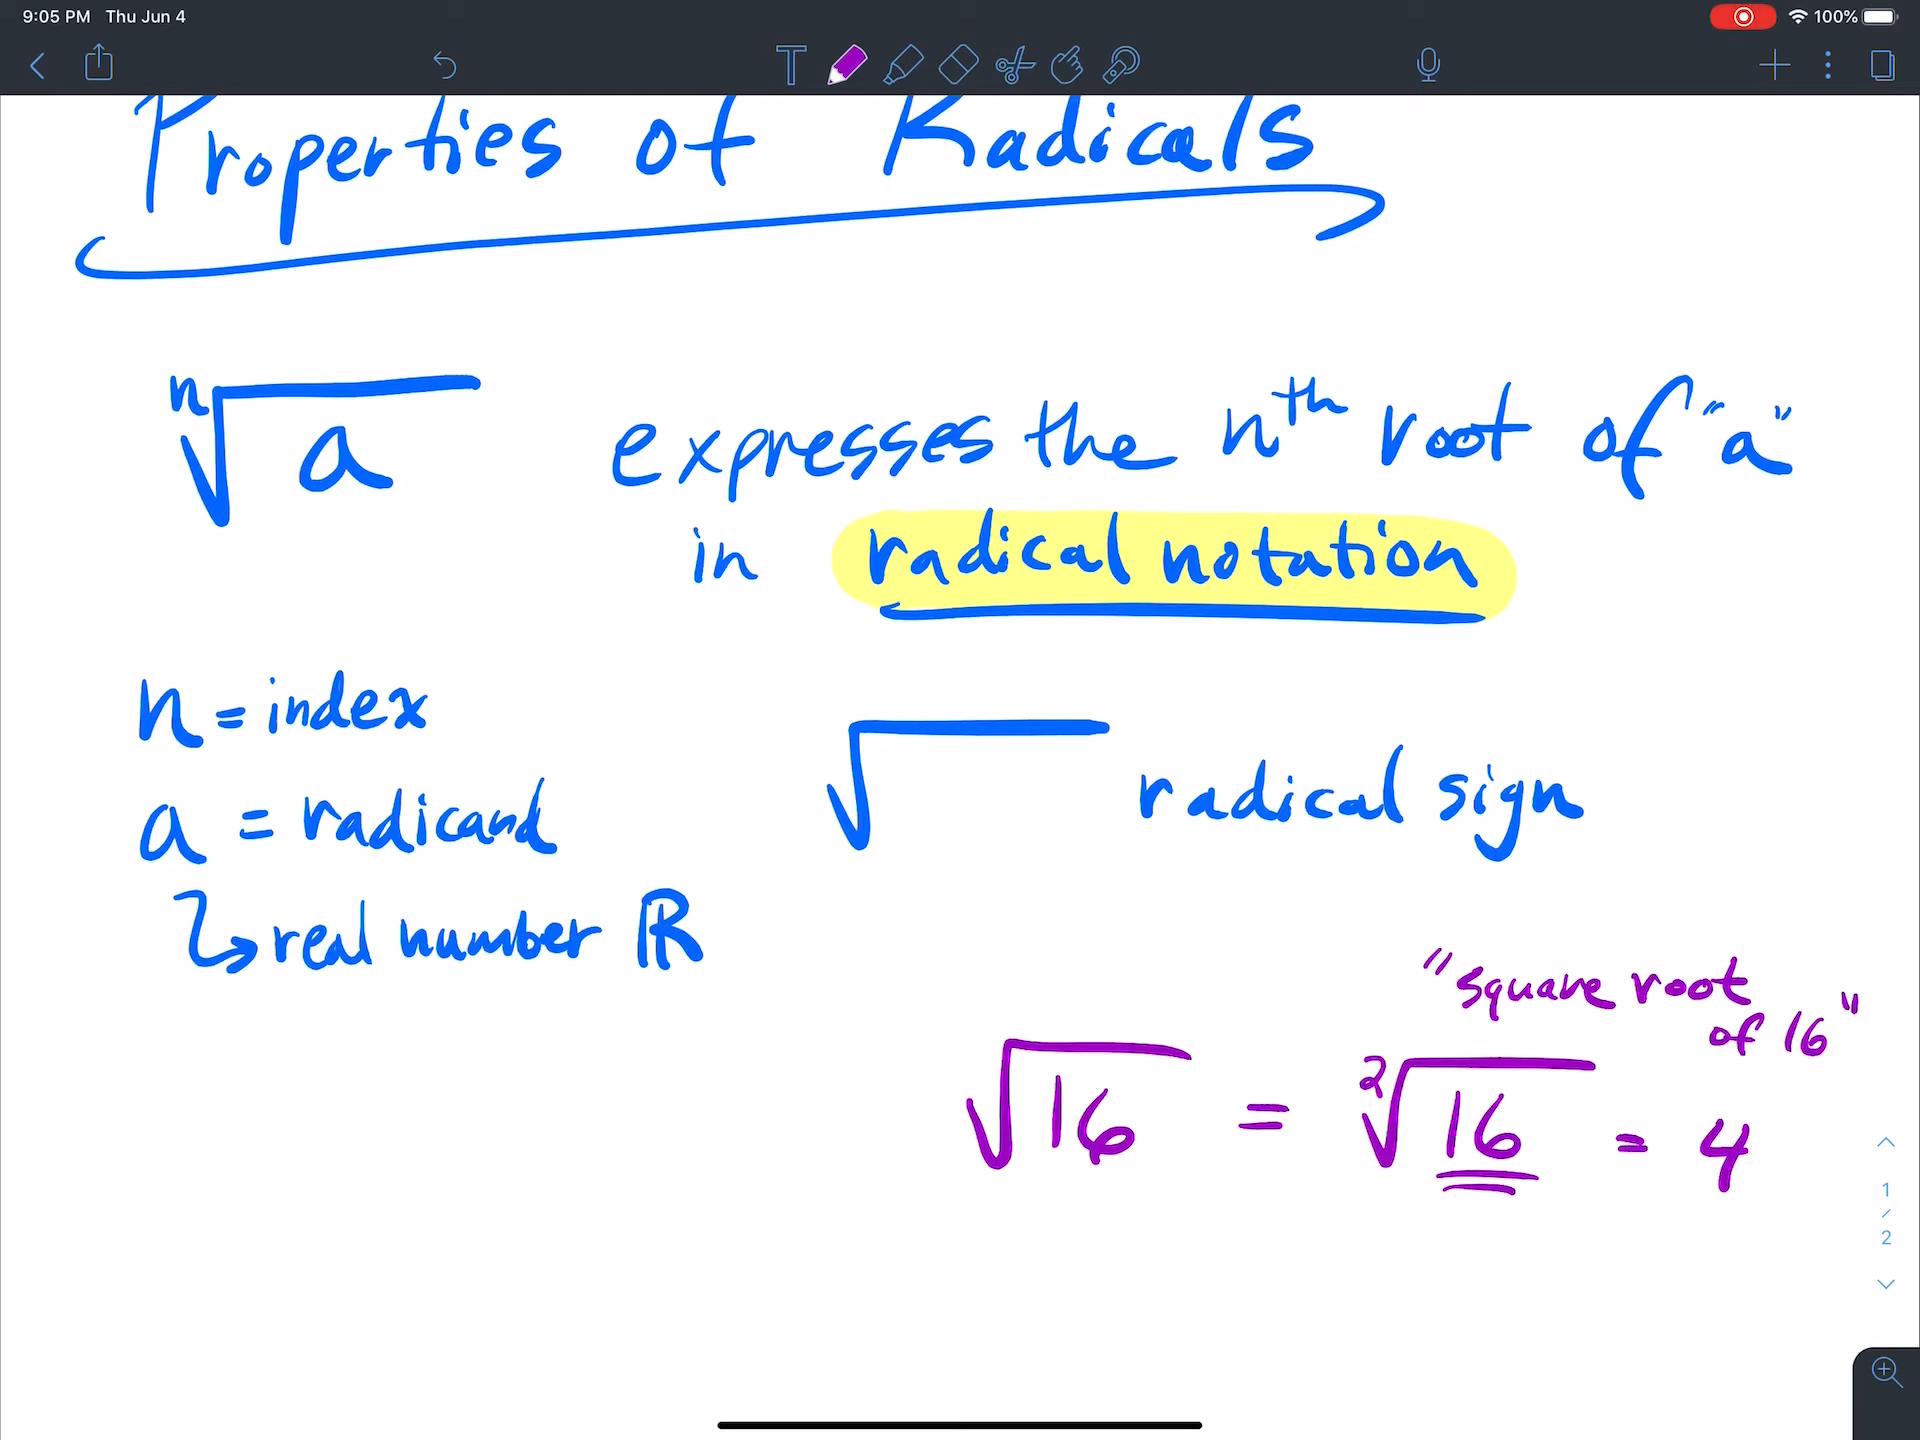 9:05 PM Thu Jun 4
100%
T
Properties of Radicals
ⁿ√a expresses the nᵗʰ root of "a"
in radical notation
n = index
√ radical sign
a = radicand
↳ real number ℝ
"square root
of 16"
√16 = ²√16 = 4
1
/
2